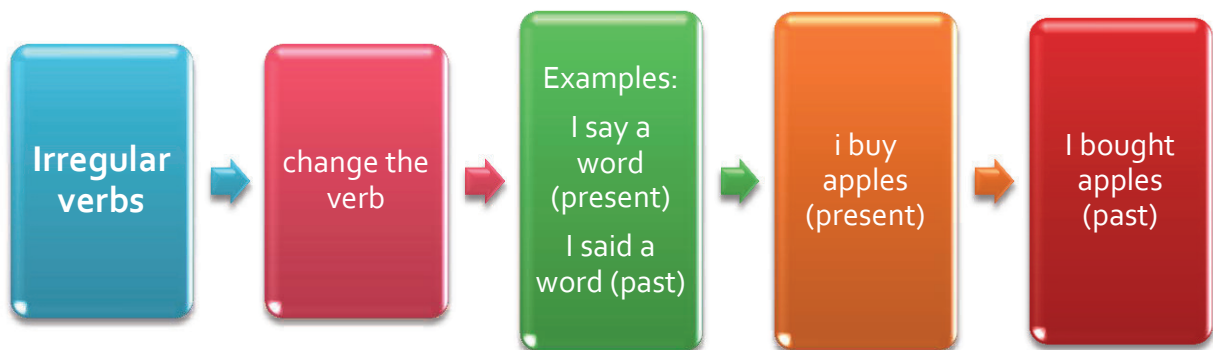 Irregular
verbs
change the
verb
Examples:
I say a
word
(present)
I said a
word (past)
i buy
apples
(present)
I bought
apples
(past)